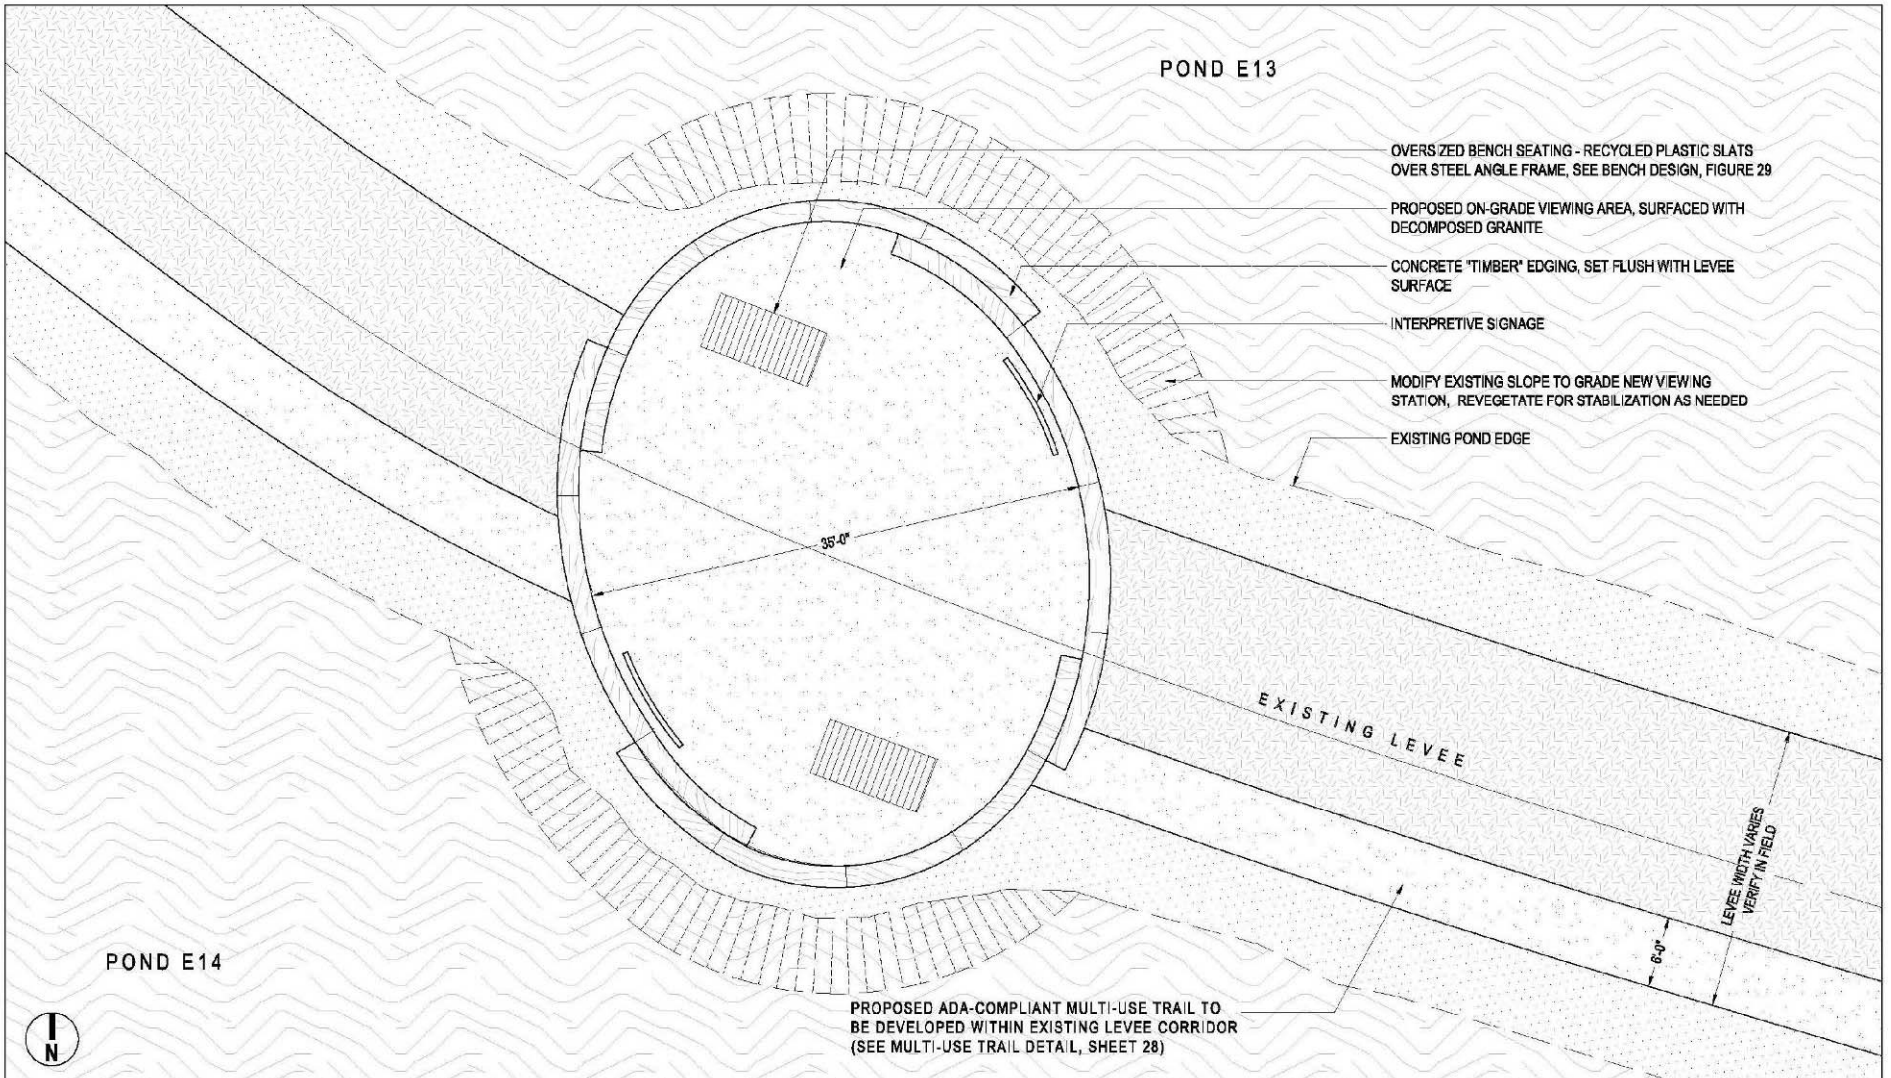 POND E13
OVERSIZED BENCH SEATING - RECYCLED PLASTIC SLATS
OVER STEEL ANGLE FRAME, SEE BENCH DESIGN, FIGURE 29
PROPOSED ON-GRADE VIEWING AREA, SURFACED WITH
DECOMPOSED GRANITE
CONCRETE "TIMBER" EDGING, SET FLUSH WITH LEVEE
SURFACE
INTERPRETIVE SIGNAGE
MODIFY EXISTING SLOPE TO GRADE NEW VIEWING
STATION, REVEGETATE FOR STABILIZATION AS NEEDED
EXISTING POND EDGE
35'-0"
EXISTING LEVEE
LEVEE WIDTH VARIES
VERIFY IN FIELD
6'-0"
POND E14
PROPOSED ADA-COMPLIANT MULTI-USE TRAIL TO
BE DEVELOPED WITHIN EXISTING LEVEE CORRIDOR
(SEE MULTI-USE TRAIL DETAIL, SHEET 28)
N